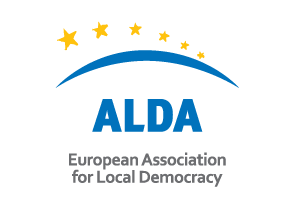 ALDA
European Association
for Local Democracy